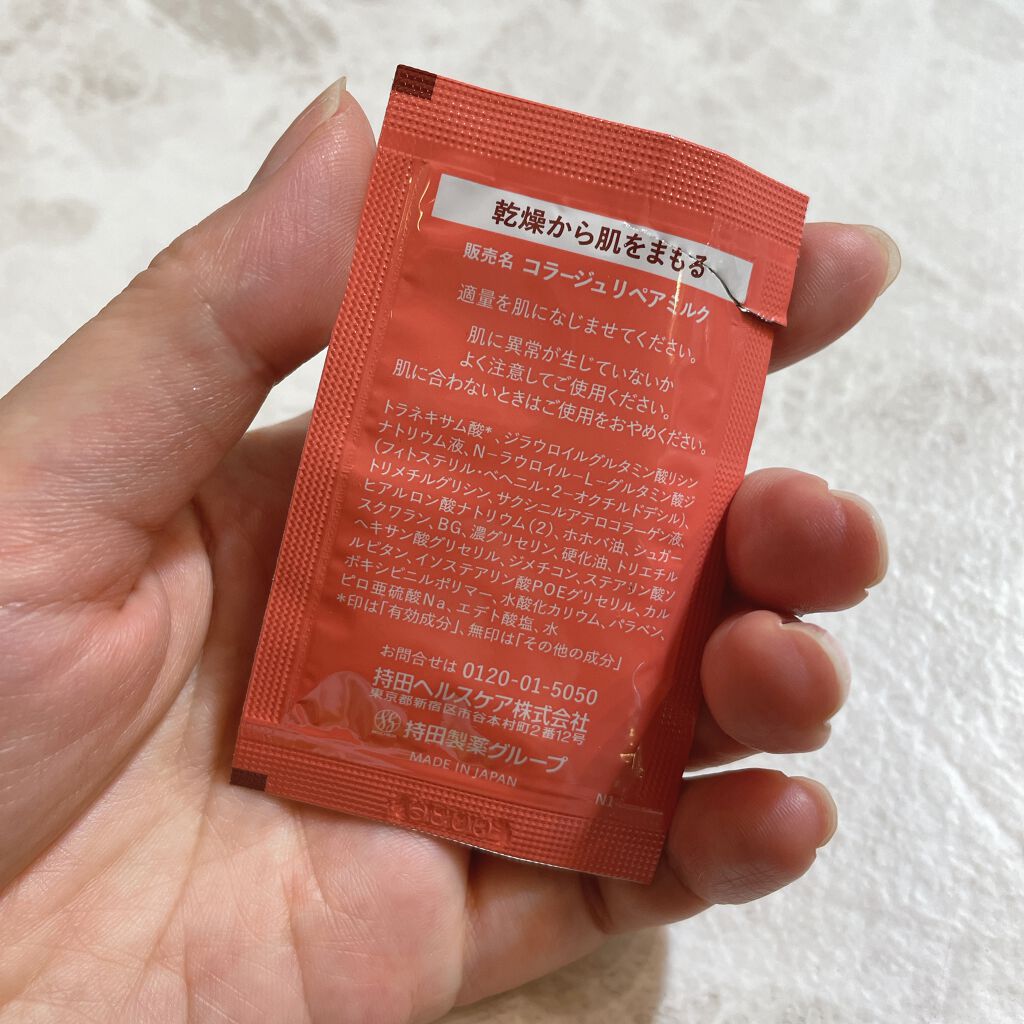 乾燥から肌をまもる
販売名 コラージュリペアミルク
適量を肌になじませてください。
肌に異常が生じていないか
よく注意してご使用ください。
肌に合わないときはご使用をおやめください。
トラネキサム酸*、ジラウロイルグルタミン酸リシン
ナトリウム液、N-ラウロイル-L-グルタミン酸ジ
(フィトステリル・ベヘニル・2-オクチルドデシル)、
トリメチルグリシン、サクシニルアテロコラーゲン液、
ヒアルロン酸ナトリウム(2)、ホホバ油、シュガー
スクワラン、BG、濃グリセリン、硬化油、トリエチル
ヘキサン酸グリセリル、ジメチコン、ステアリン酸ソ
ルビタン、イソステアリン酸POEグリセリル、カル
ボキシビニルポリマー、水酸化カリウム、パラベン、
ピロ亜硫酸Na、エデト酸塩、水
*印は「有効成分」、無印は「その他の成分」
お問合せは 0120-01-5050
持田ヘルスケア株式会社
東京都新宿区市谷本村町2番12号
持田製薬グループ
MADE IN JAPAN
N1